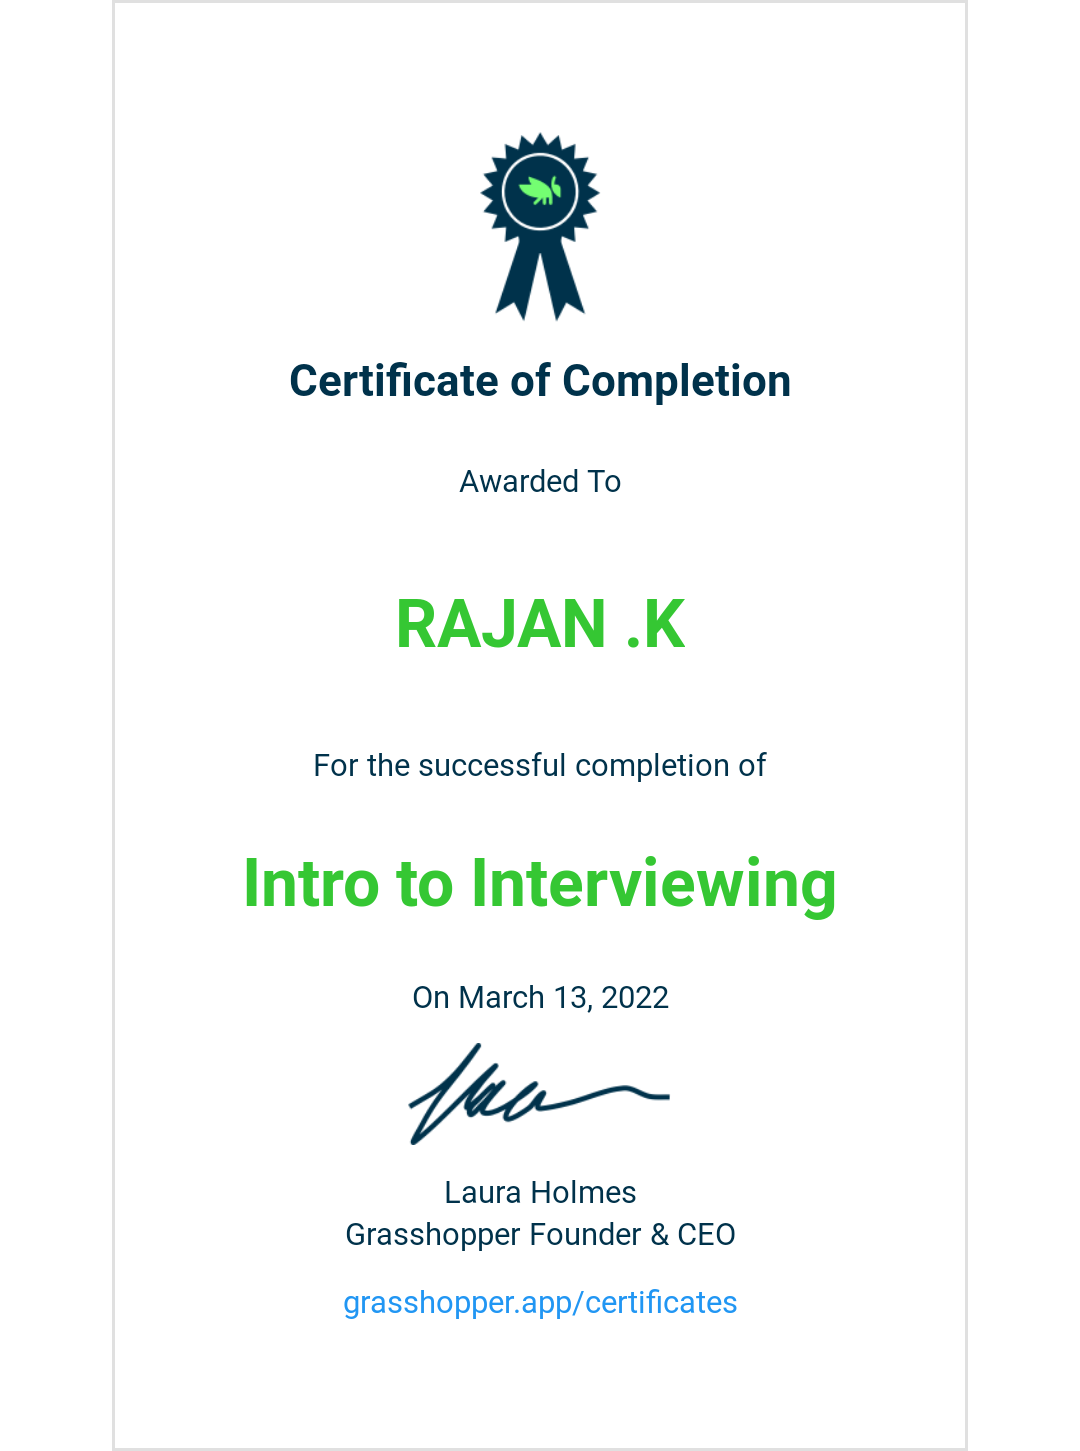 Certificate of Completion
Awarded To
RAJAN .K
For the successful completion of
Intro to Interviewing
On March 13, 2022
Laura Holmes
Grasshopper Founder & CEO
grasshopper.app/certificates